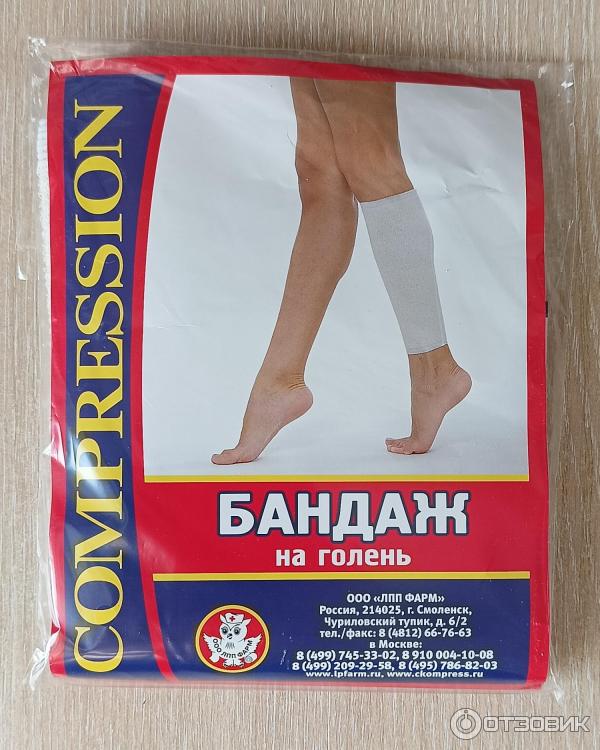 COMPRESSION
БАНДАЖ
на голень
ООО «ЛПП ФАРМ»
Россия, 214025, г. Смоленск,
Чуриловский тупик, д. 6/2
тел./факс: 8 (4812) 66-76-63
в Москве:
8 (499) 745-33-02, 8 910 004-10-08
8 (499) 209-29-58, 8 (495) 786-82-03
www.lpfarm.ru, www.ckompress.ru
ООО ЛПП ФАРМ
ОТЗОВИК